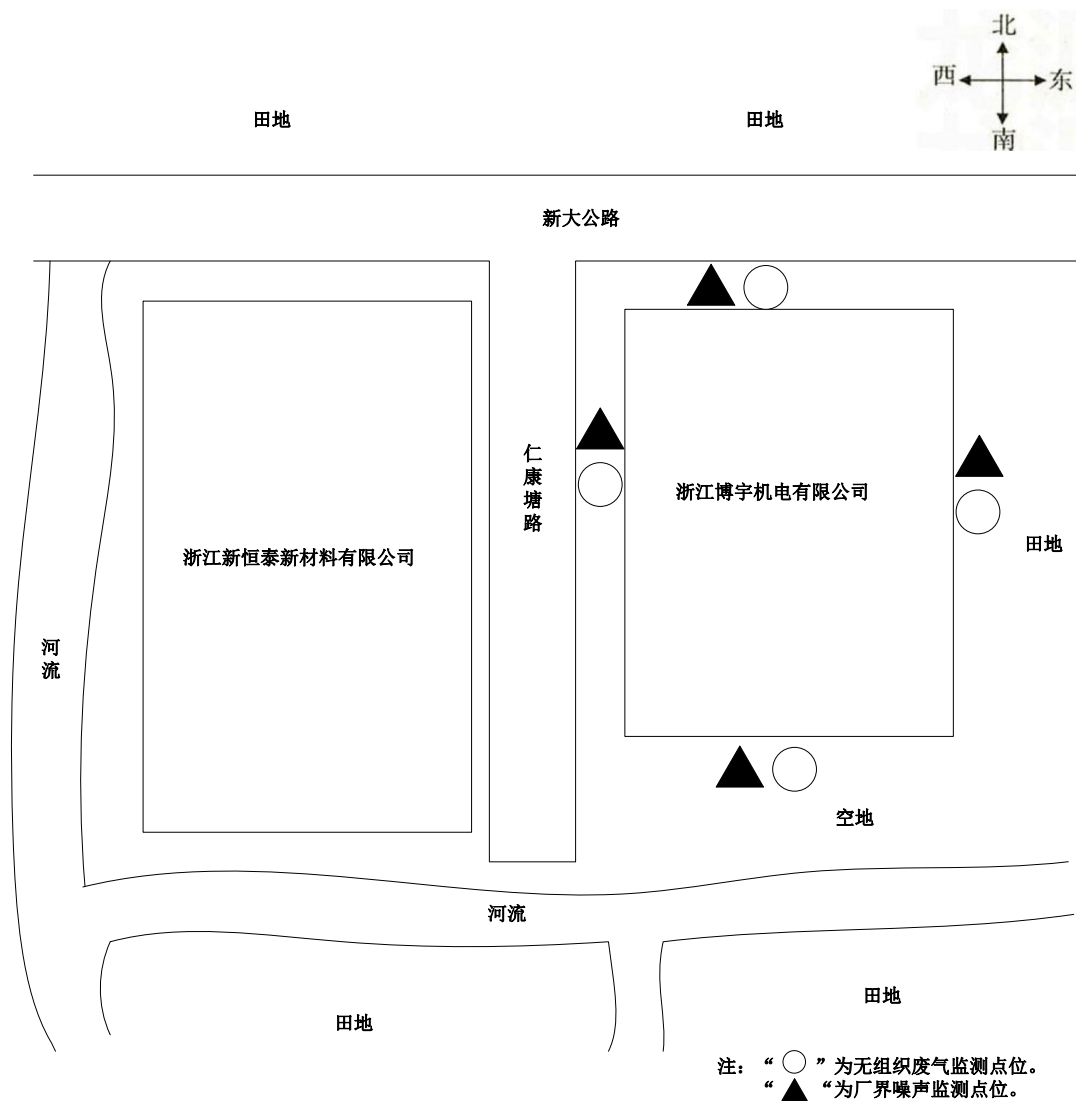 北
西
东
南
田地
田地
新大公路
仁康塘路
浙江博宇机电有限公司
田地
浙江新恒泰新材料有限公司
河流
空地
河流
田地
田地
注：“ ”为无组织废气监测点位。
“ “为厂界噪声监测点位。